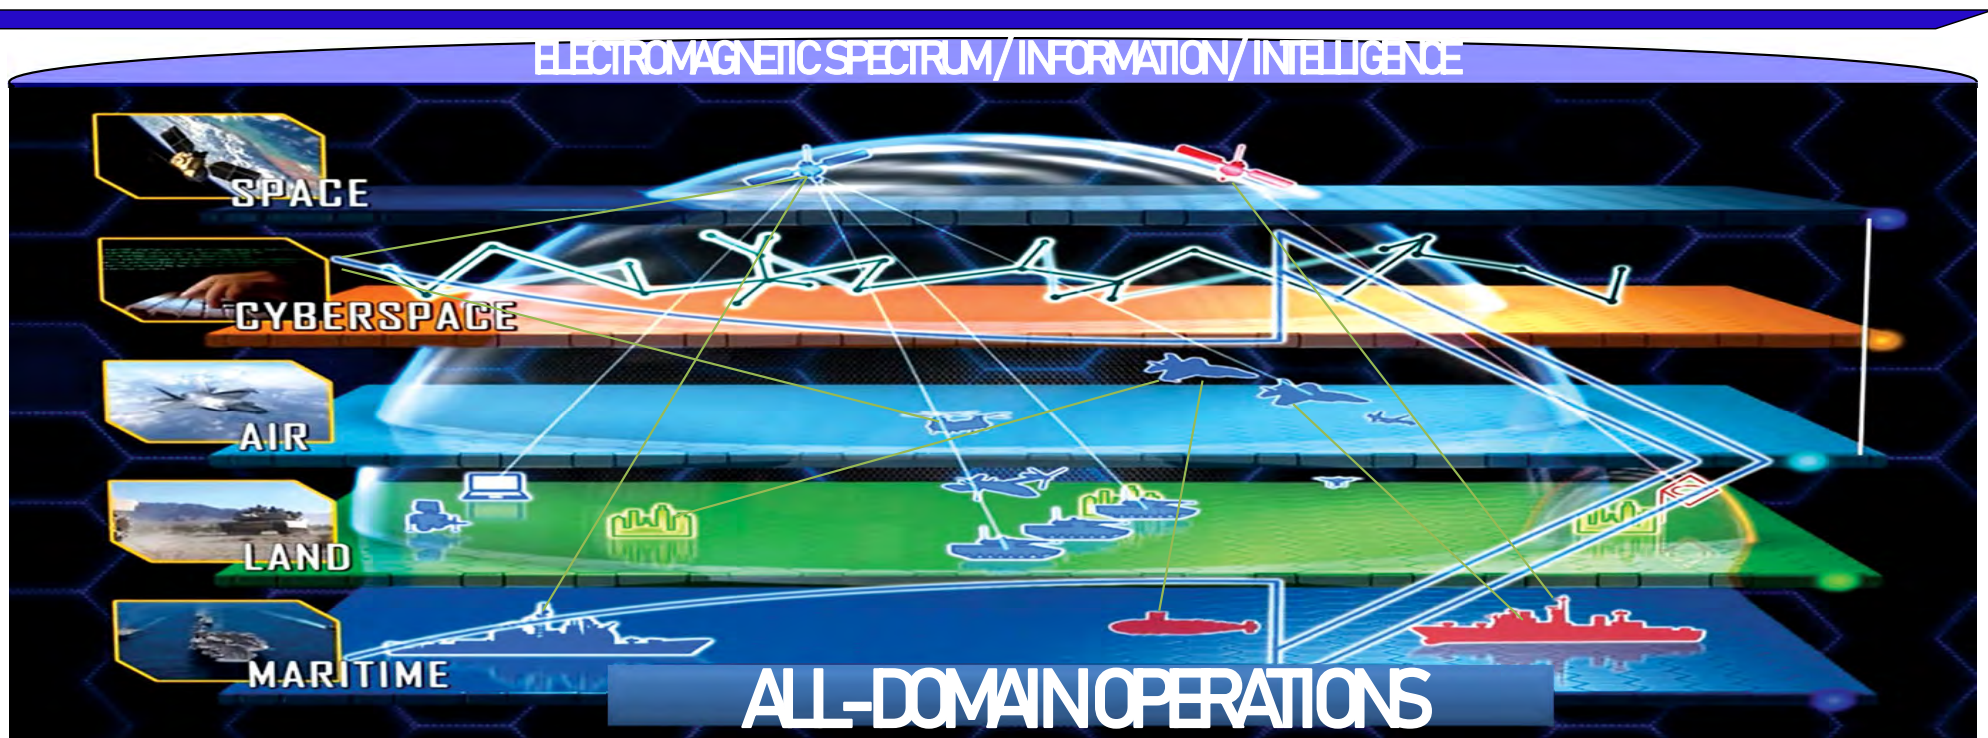 ELECTROMAGNETIC SPECTRUM / INFORMATION / INTELLIGENCE
SPACE
CYBERSPACE
AIR
LAND
MARITIME
ALL-DOMAIN OPERATIONS